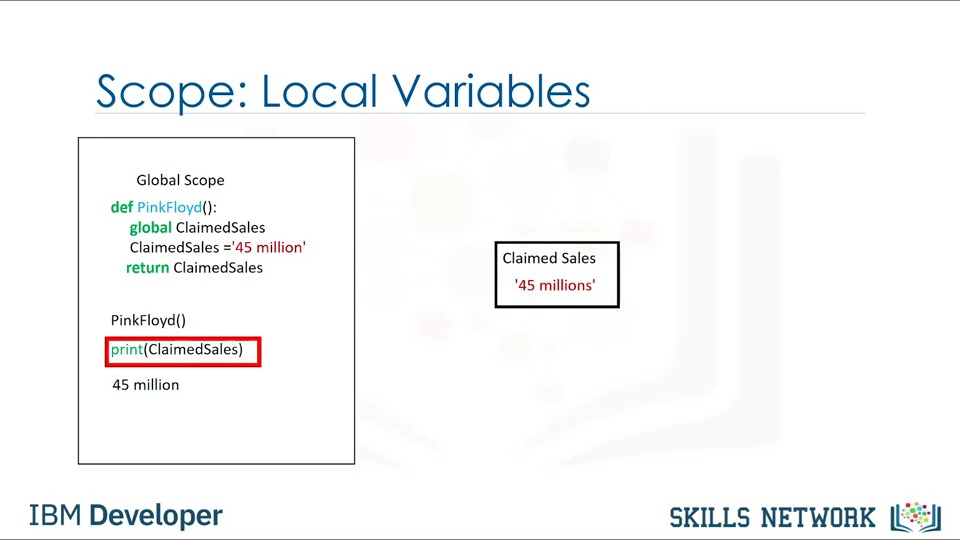 Scope: Local Variables
Global Scope
def PinkFloyd():
global ClaimedSales
ClaimedSales ='45 million'
return ClaimedSales
PinkFloyd()
print(ClaimedSales)
45 million
Claimed Sales
'45 millions'
IBM Developer
SKILLS NETWORK